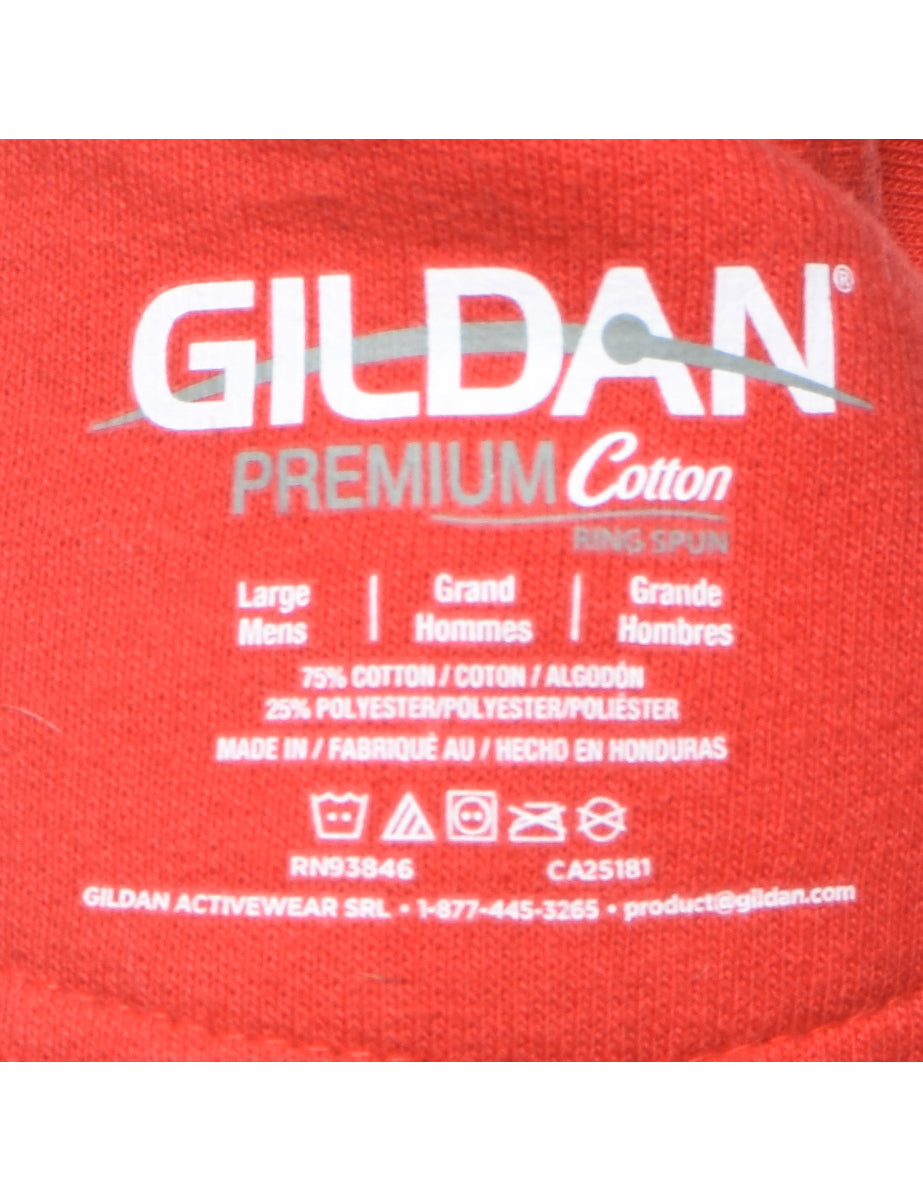 GILDAN®
PREMIUM Cotton
RING SPUN
Large | Grand | Grande
Mens | Hommes | Hombres
75% COTTON / COTON / ALGODÓN
25% POLYESTER/POLYESTER/POLIÉSTER
MADE IN / FABRIQUÉ AU / HECHO EN HONDURAS
RN93846 CA25181
GILDAN ACTIVEWEAR SRL • 1-877-445-3265 • product@gildan.com